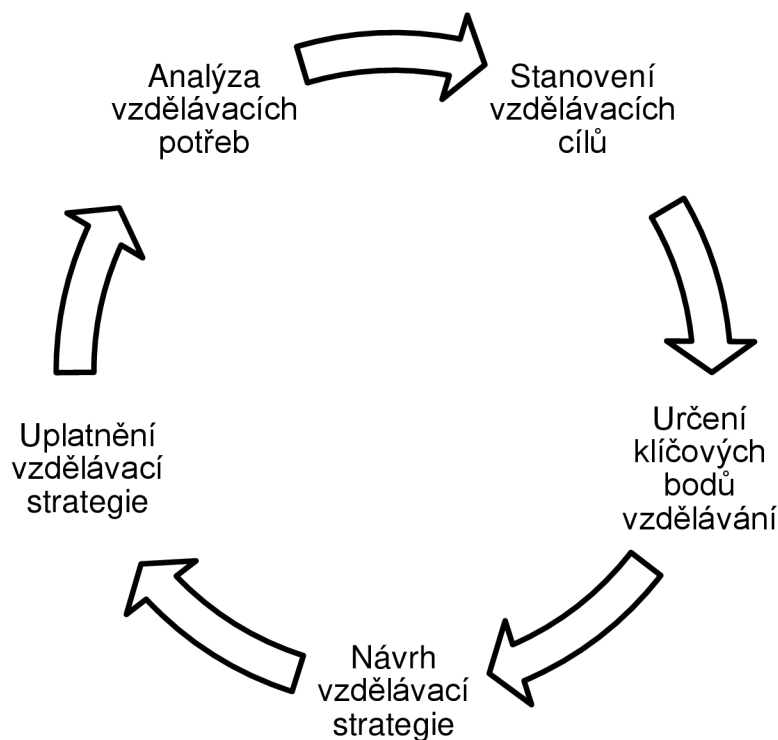 Analýza
vzdělávacích
potřeb
Stanovení
vzdělávacích
cílů
Určení
klíčových
bodů
vzdělávání
Návrh
vzdělávací
strategie
Uplatnění
vzdělávací
strategie